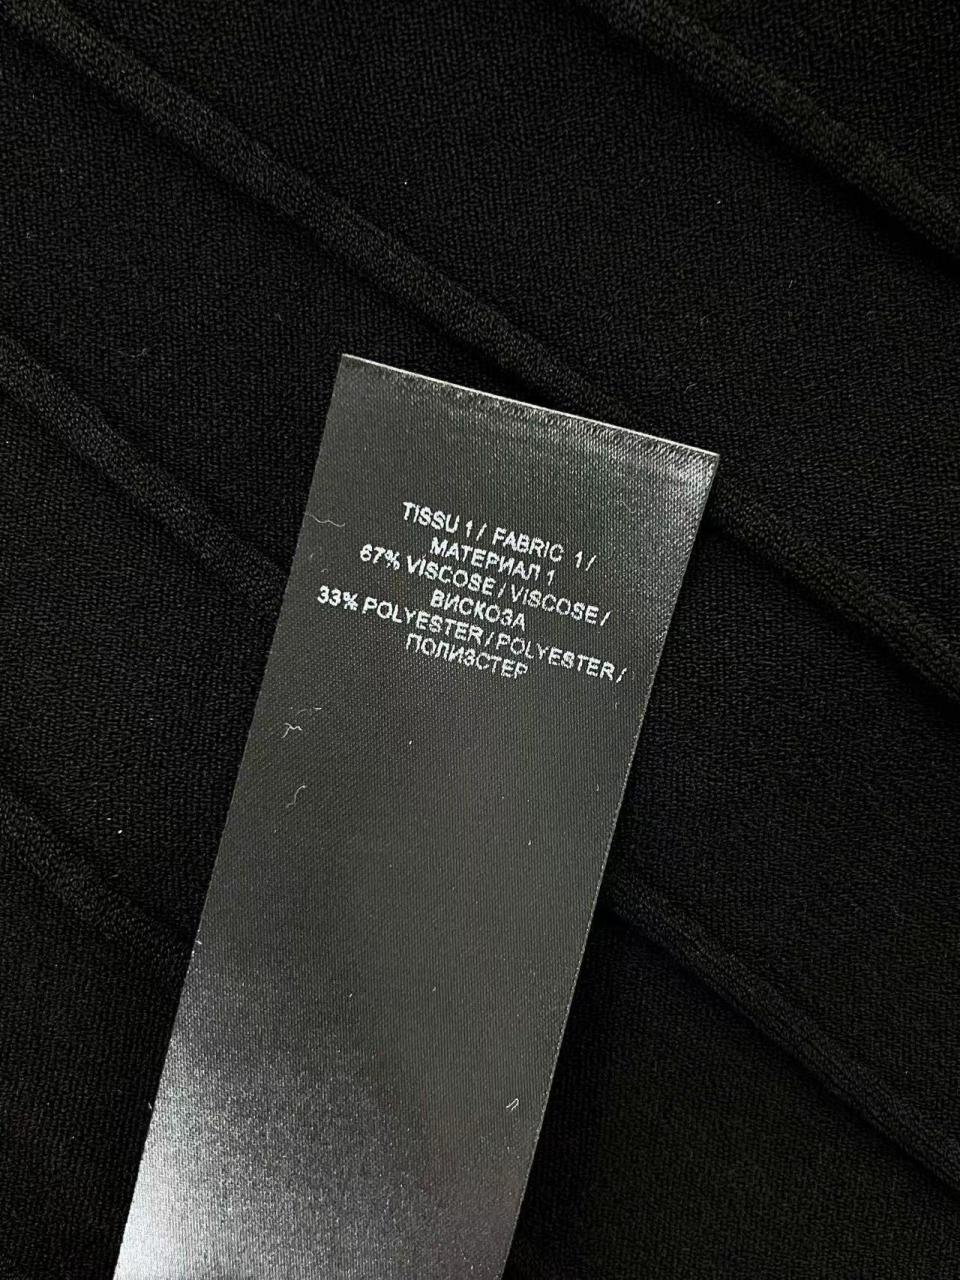 TISSU 1 / FABRIC 1 /
МАТЕРИАЛ 1
67% VISCOSE / VISCOSE /
ВИСКОЗА
33% POLYESTER / POLYESTER /
ПОЛИЭСТЕР